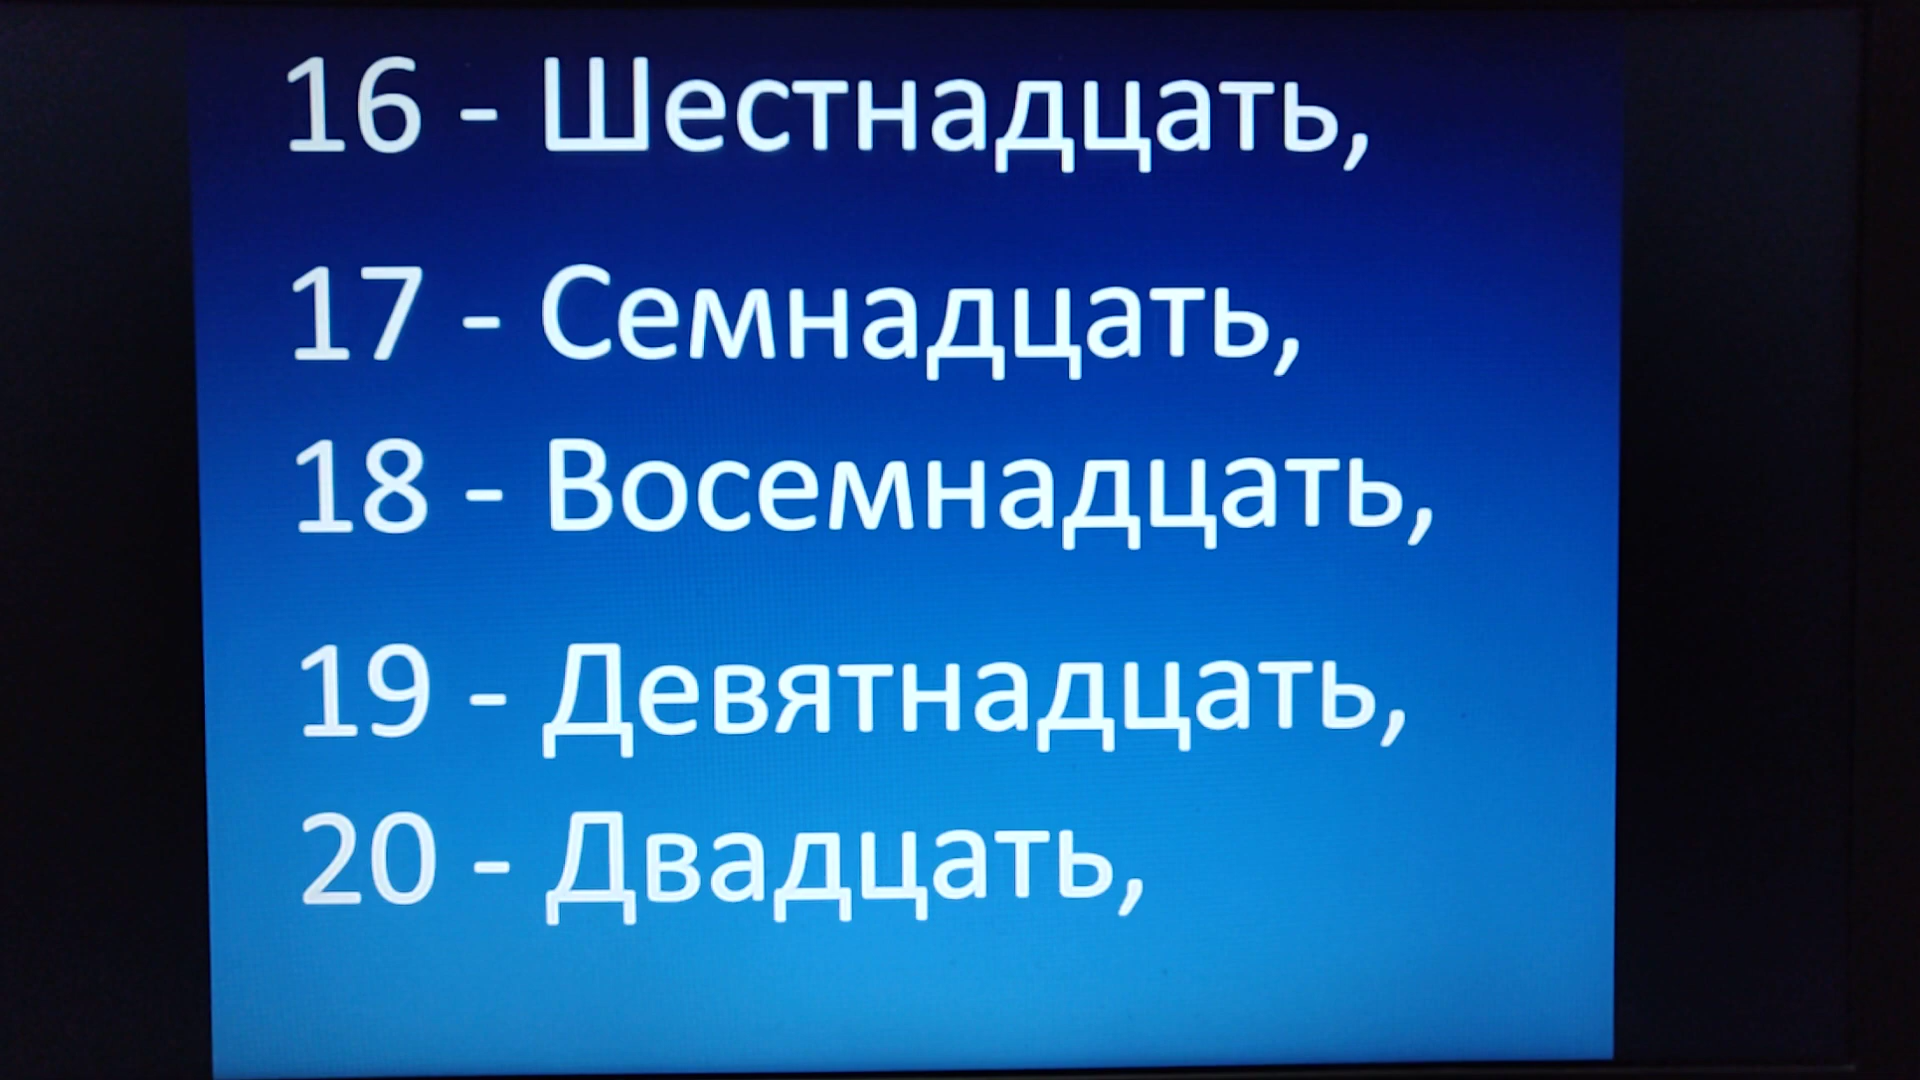 16 - Шестнадцать,
17 - Семнадцать,
18 - Восемнадцать,
19 - Девятнадцать,
20 - Двадцать,